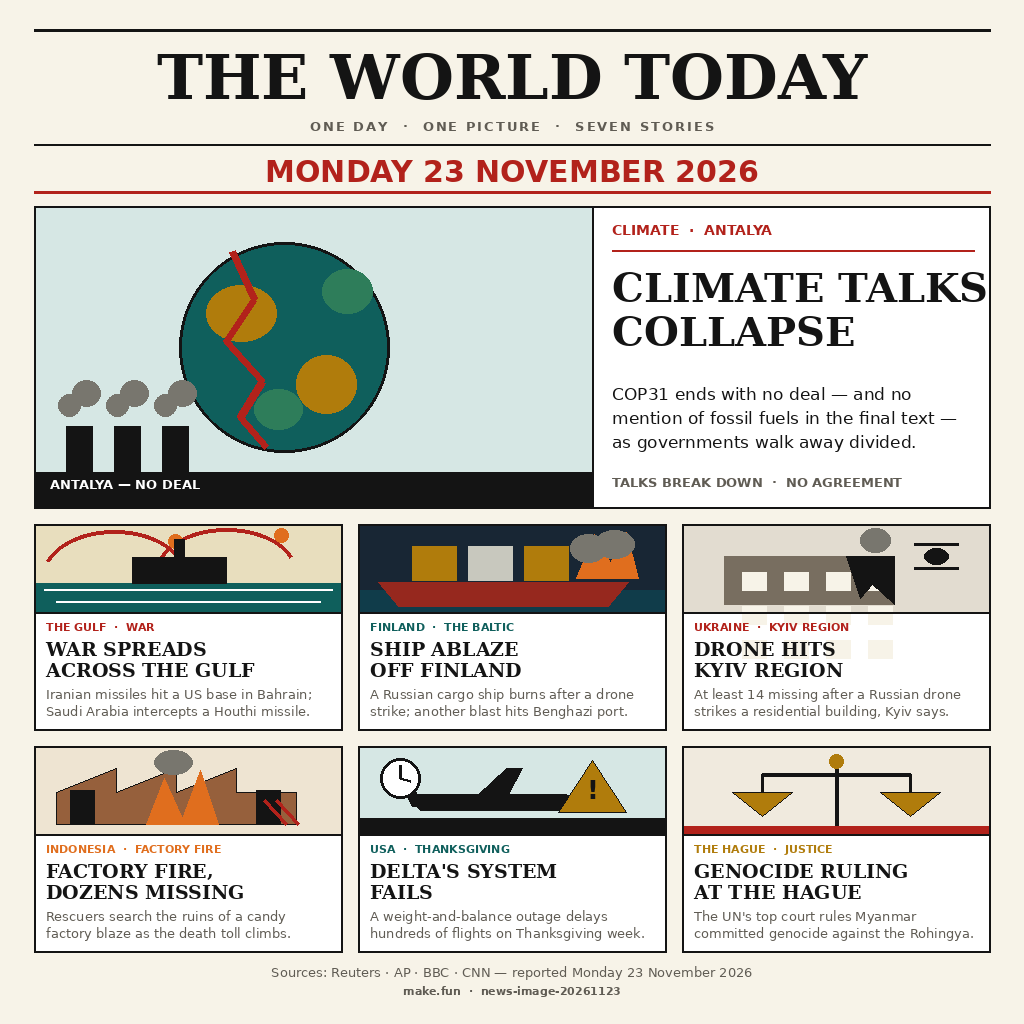 THE WORLD TODAY
ONE DAY · ONE PICTURE · SEVEN STORIES
MONDAY 23 NOVEMBER 2026
ANTALYA — NO DEAL
CLIMATE · ANTALYA
CLIMATE TALKS
COLLAPSE
COP31 ends with no deal — and no
mention of fossil fuels in the final text —
as governments walk away divided.
TALKS BREAK DOWN · NO AGREEMENT
THE GULF · WAR
WAR SPREADS
ACROSS THE GULF
Iranian missiles hit a US base in Bahrain;
Saudi Arabia intercepts a Houthi missile.
FINLAND · THE BALTIC
SHIP ABLAZE
OFF FINLAND
A Russian cargo ship burns after a drone
strike; another blast hits Benghazi port.
UKRAINE · KYIV REGION
DRONE HITS
KYIV REGION
At least 14 missing after a Russian drone
strikes a residential building, Kyiv says.
INDONESIA · FACTORY FIRE
FACTORY FIRE,
DOZENS MISSING
Rescuers search the ruins of a candy
factory blaze as the death toll climbs.
!
USA · THANKSGIVING
DELTA'S SYSTEM
FAILS
A weight-and-balance outage delays
hundreds of flights on Thanksgiving week.
THE HAGUE · JUSTICE
GENOCIDE RULING
AT THE HAGUE
The UN's top court rules Myanmar
committed genocide against the Rohingya.
Sources: Reuters · AP · BBC · CNN — reported Monday 23 November 2026
make.fun · news-image-20261123